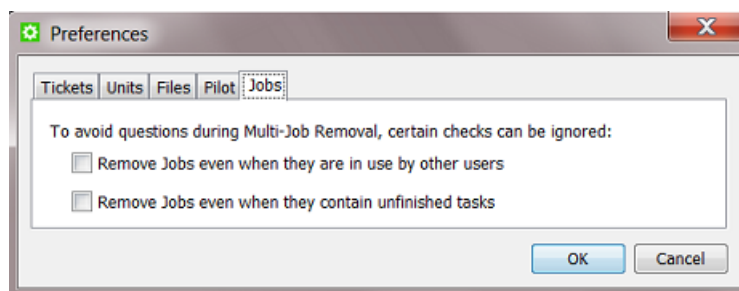 Preferences
Tickets Units Files Pilot Jobs
To avoid questions during Multi-Job Removal, certain checks can be ignored:
Remove Jobs even when they are in use by other users
Remove Jobs even when they contain unfinished tasks
OK Cancel